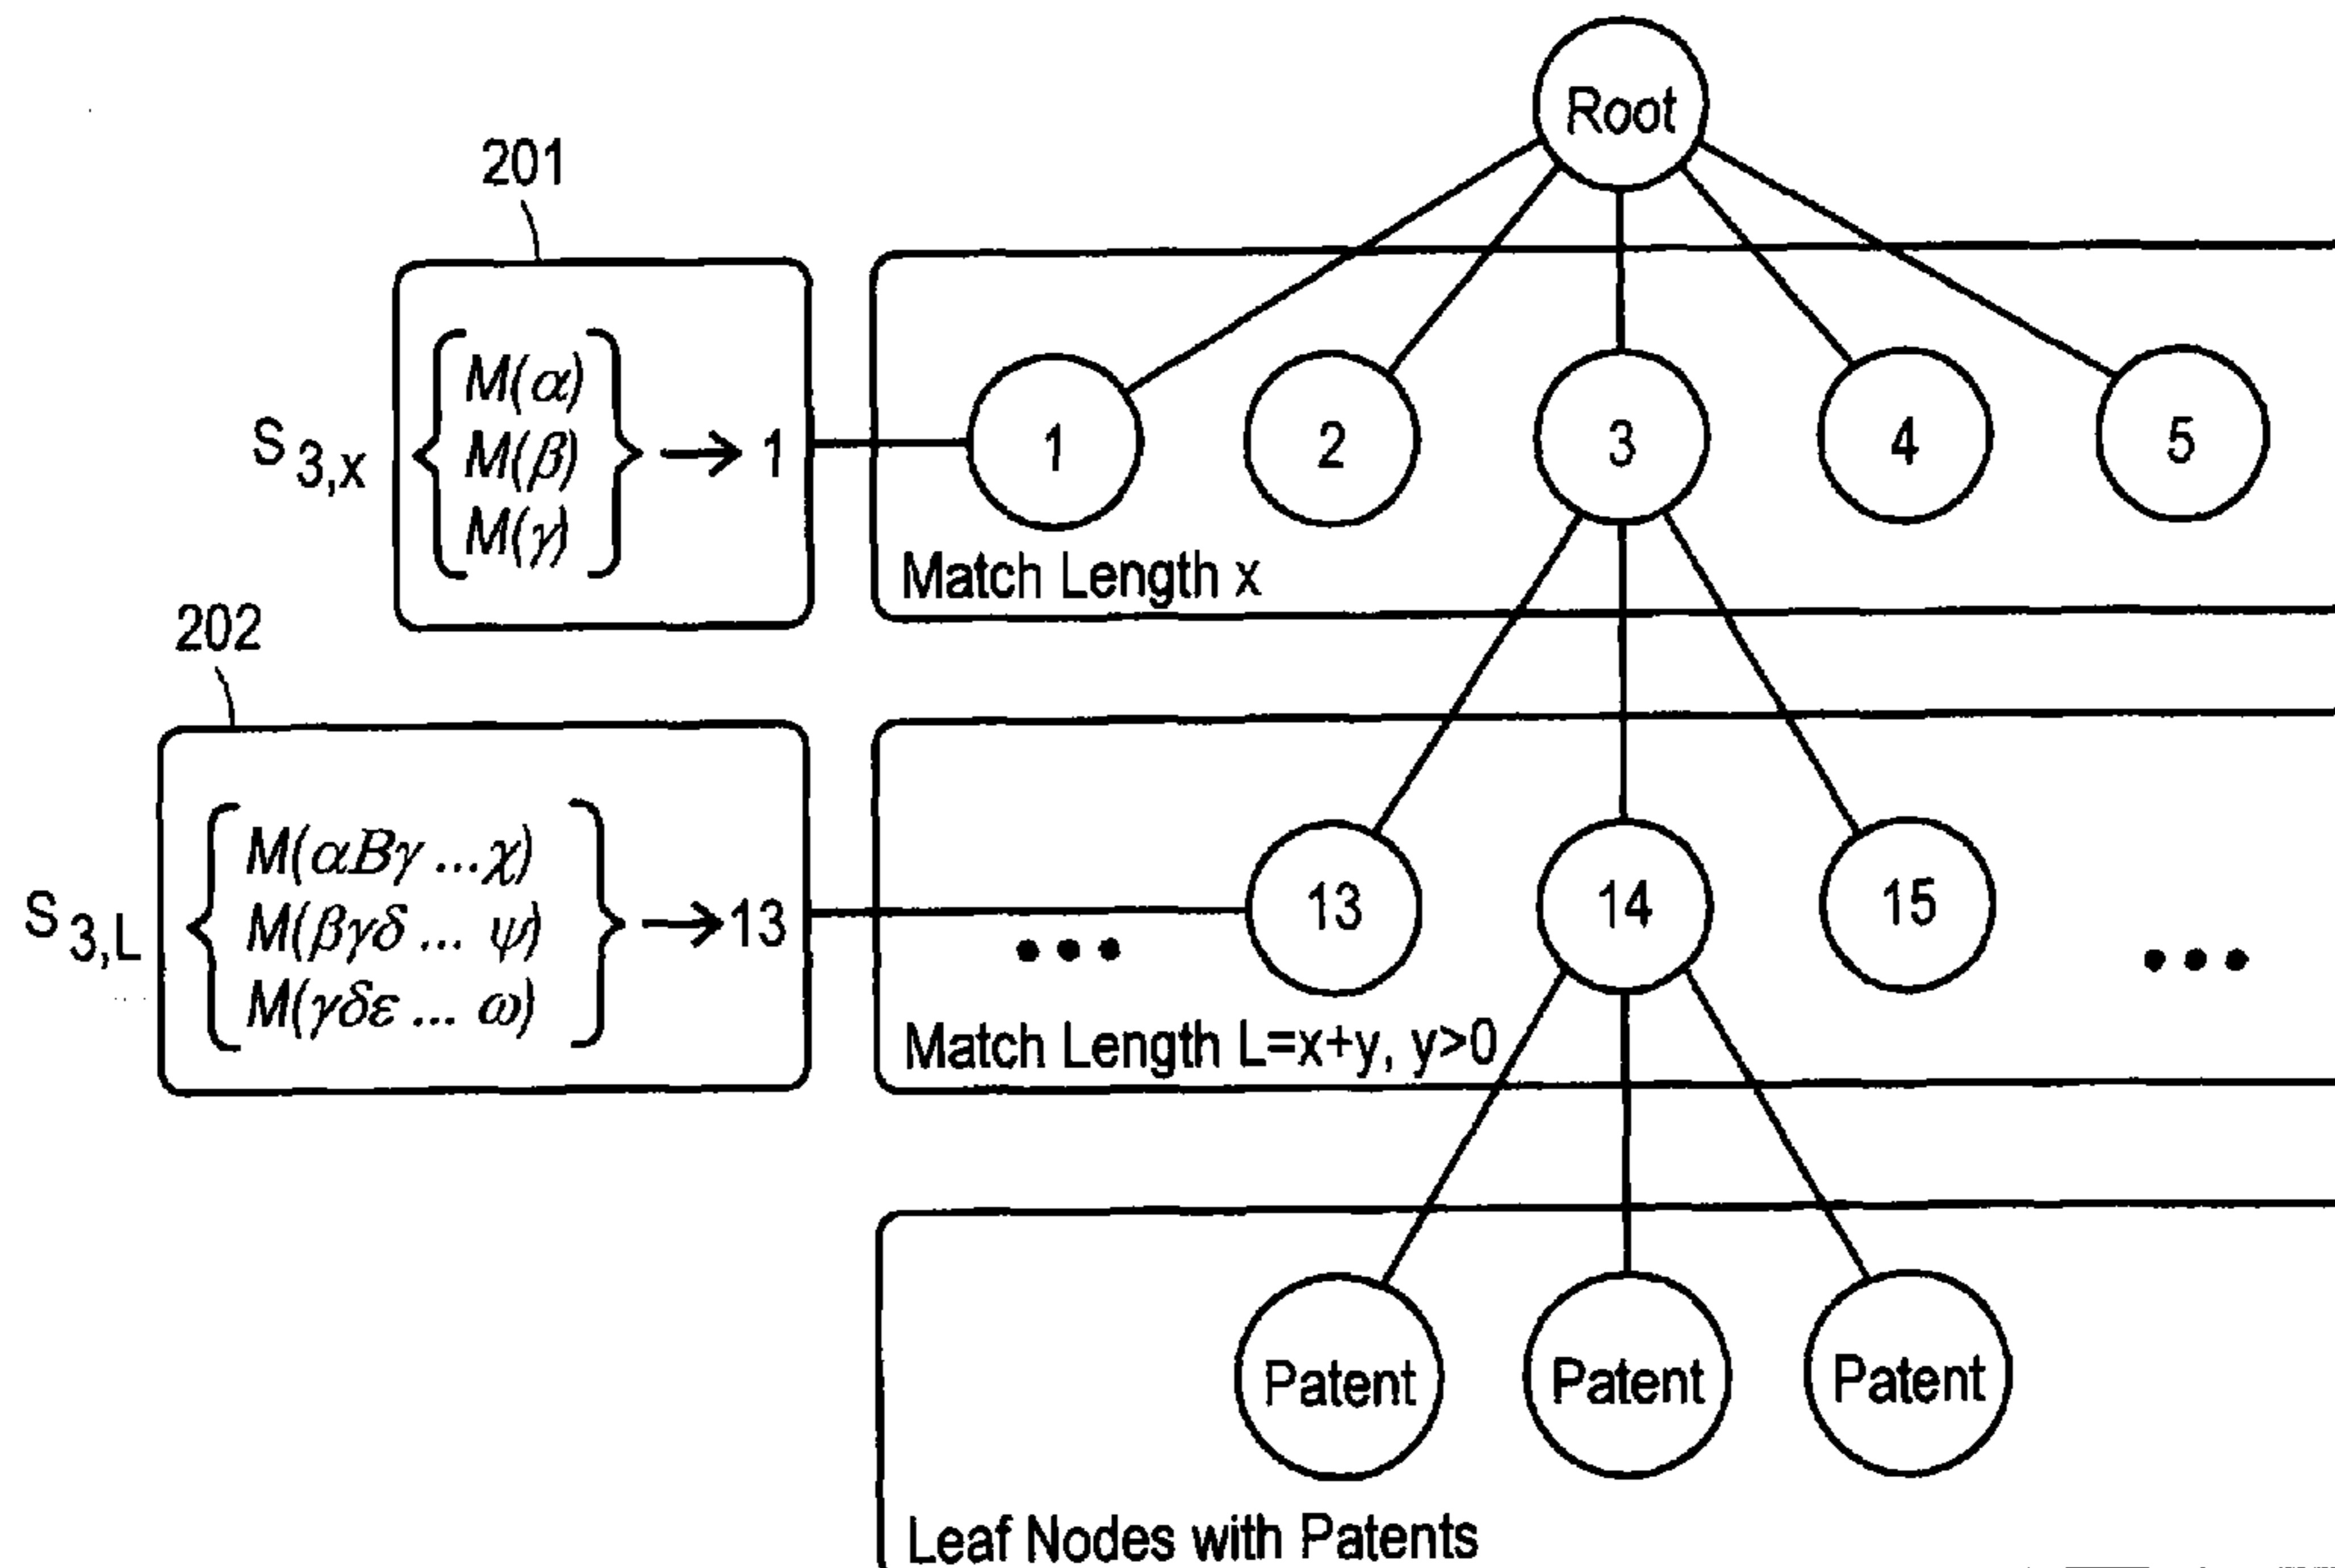 Root
201
S 3,x { M(α) M(β) M(γ) } → 1
1 2 3 4 5
Match Length x
202
S 3,L { M(αBγ ...χ) M(βγδ ... ψ) M(γδε ... ω) } → 13
••• 13 14 15 •••
Match Length L=x+y, y>0
Patent Patent Patent
Leaf Nodes with Patents